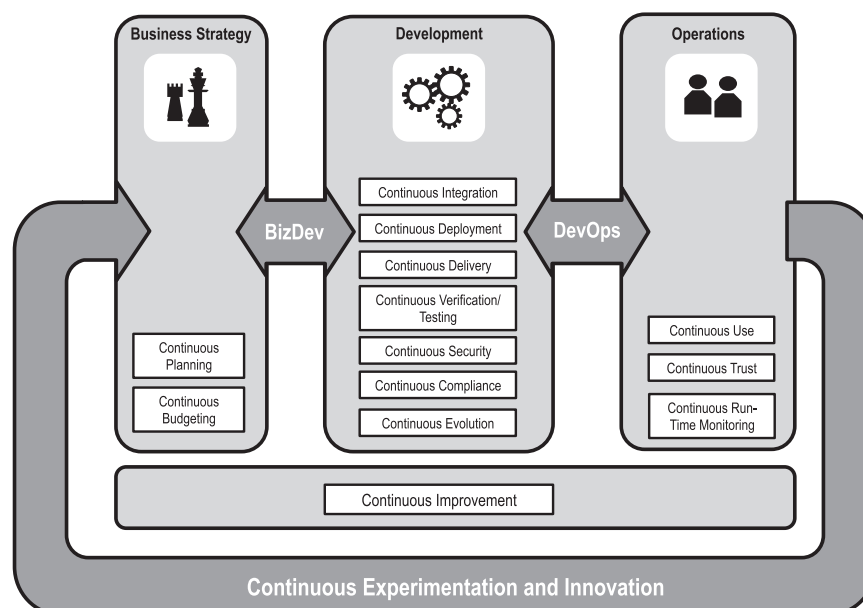 Business Strategy
Development
Operations
BizDev
DevOps
Continuous Integration
Continuous Deployment
Continuous Delivery
Continuous Verification/
Testing
Continuous Security
Continuous Compliance
Continuous Evolution
Continuous
Planning
Continuous
Budgeting
Continuous Use
Continuous Trust
Continuous Run-
Time Monitoring
Continuous Improvement
Continuous Experimentation and Innovation